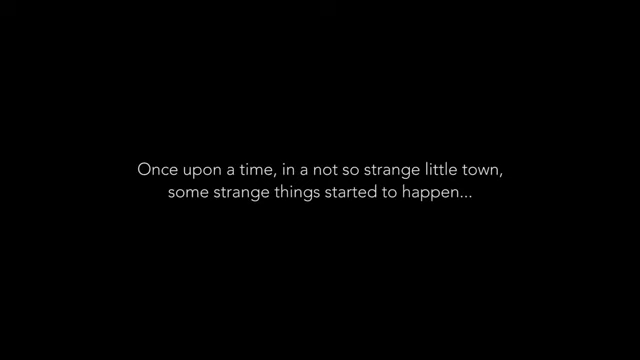 Once upon a time, in a not so strange little town,
some strange things started to happen...